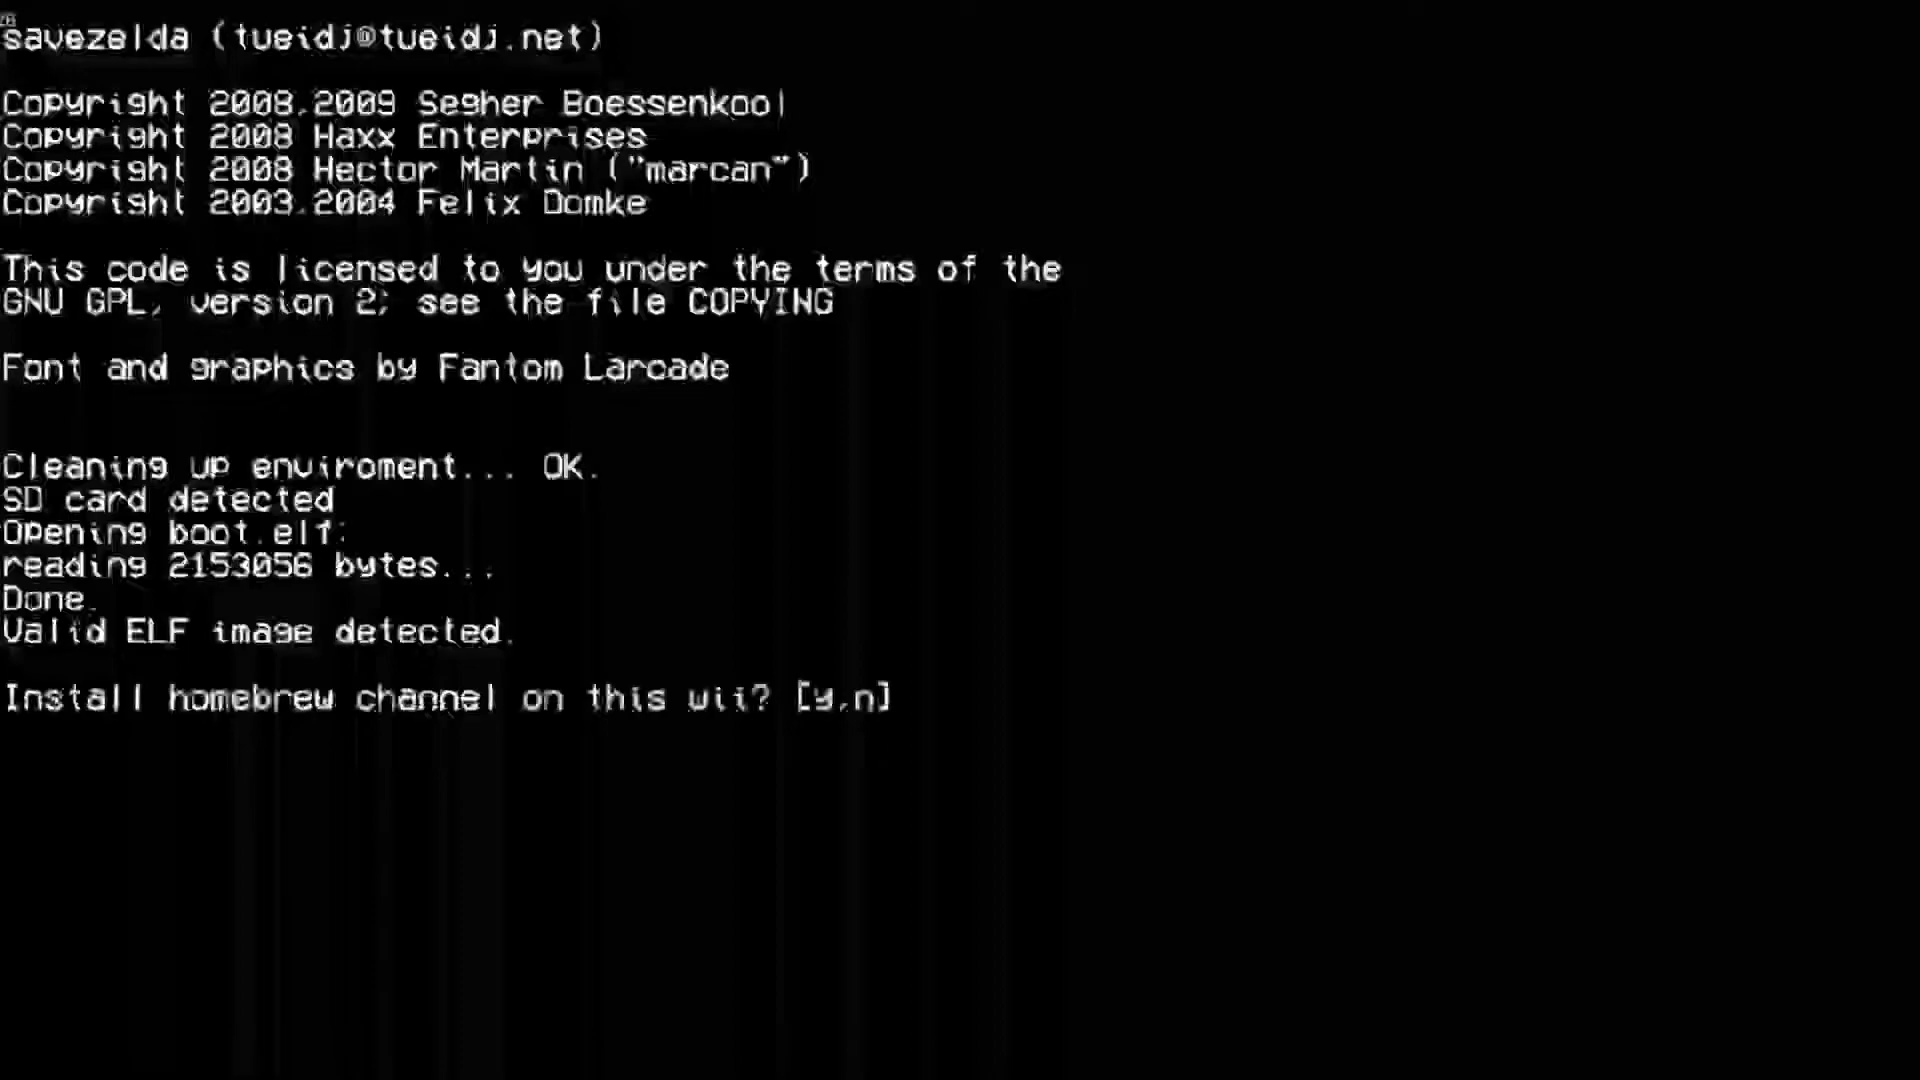 savezelda (tueidj@tueidj.net)
Copyright 2008,2009 Segher Boessenkool
Copyright 2008 Haxx Enterprises
Copyright 2008 Hector Martin ("marcan")
Copyright 2003,2004 Felix Domke
This code is licensed to you under the terms of the
GNU GPL, version 2; see the file COPYING
Font and graphics by Fantom Larcade
Cleaning up enviroment... OK.
SD card detected
Opening boot.elf:
reading 2153056 bytes...
Done.
Valid ELF image detected.
Install homebrew channel on this wii? [y,n]